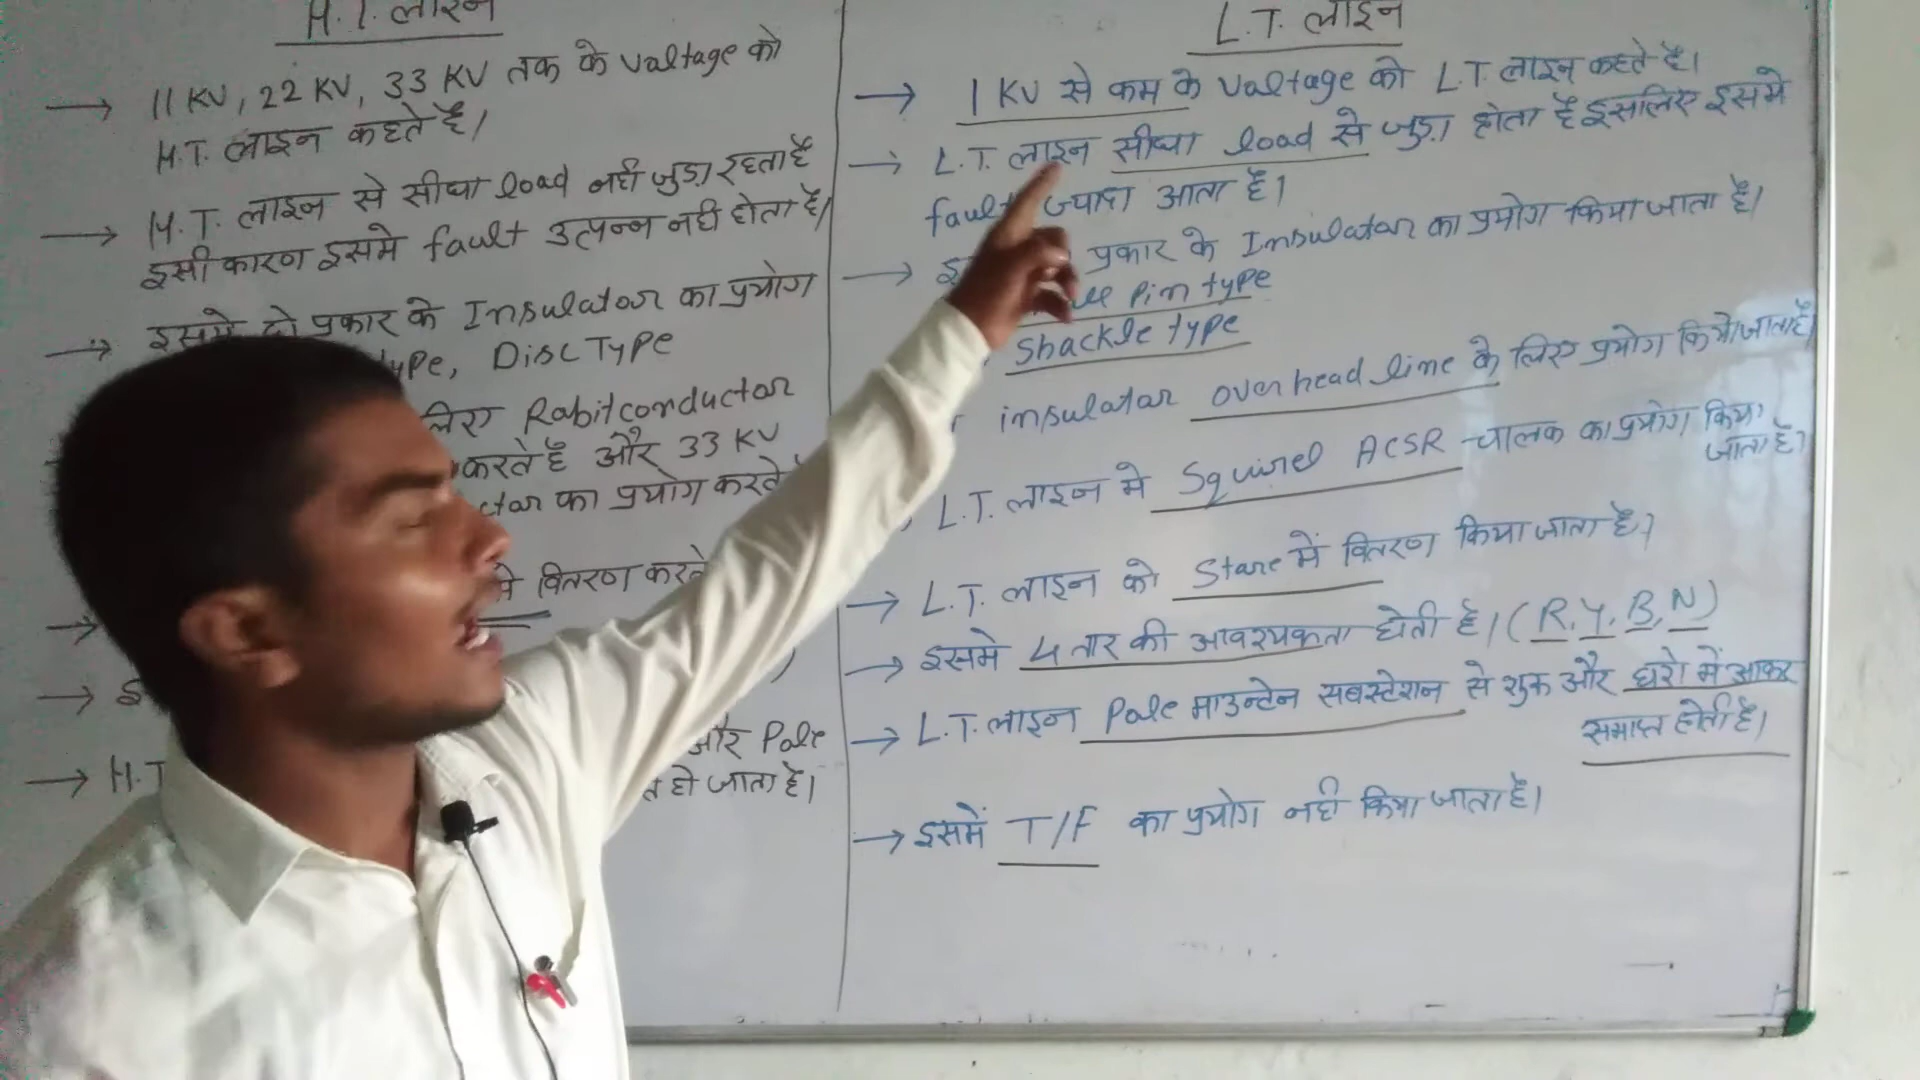 H.T. लाइन
→ 11 KV, 22 KV, 33 KV तक के Valtage को
H.T. लाइन कहते है।
→ H.T. लाइन से सीधा load नही जुड़ा रहता है
इसी कारण इसमे fault उत्पन्न नही होता है।
→ इसमे दो प्रकार के Insulator का प्रयोग
ype, Disc Type
लिए Rabit conductor
करते है और 33 KV
ctor का प्रयोग करते
मे वितरण करते
→
→ इ
→ H.T और Pole
हो जाता है।
L.T. लाइन
→ 1 KV से कम के Valtage को L.T. लाइन कहते है।
→ L.T. लाइन सीधा load से जुड़ा होता है इसलिए इसमे
fault ज्यादा आता है।
→ इ प्रकार के Insulator का प्रयोग किया जाता है।
Pin type
Shackle type
insulator overhead line के लिए प्रयोग किये जाता है
L.T. लाइन मे Squirel ACSR चालक का प्रयोग किया
जाता है।
→ L.T. लाइन को Stare में वितरण किया जाता है।
→ इसमे 4 तार की आवश्यकता होती है। (R, Y, B, N)
→ L.T. लाइन Pole माउन्टेन सबस्टेशन से शुरू और घरो में आकर
समाप्त होती है।
→ इसमें T/F का प्रयोग नही किया जाता है।